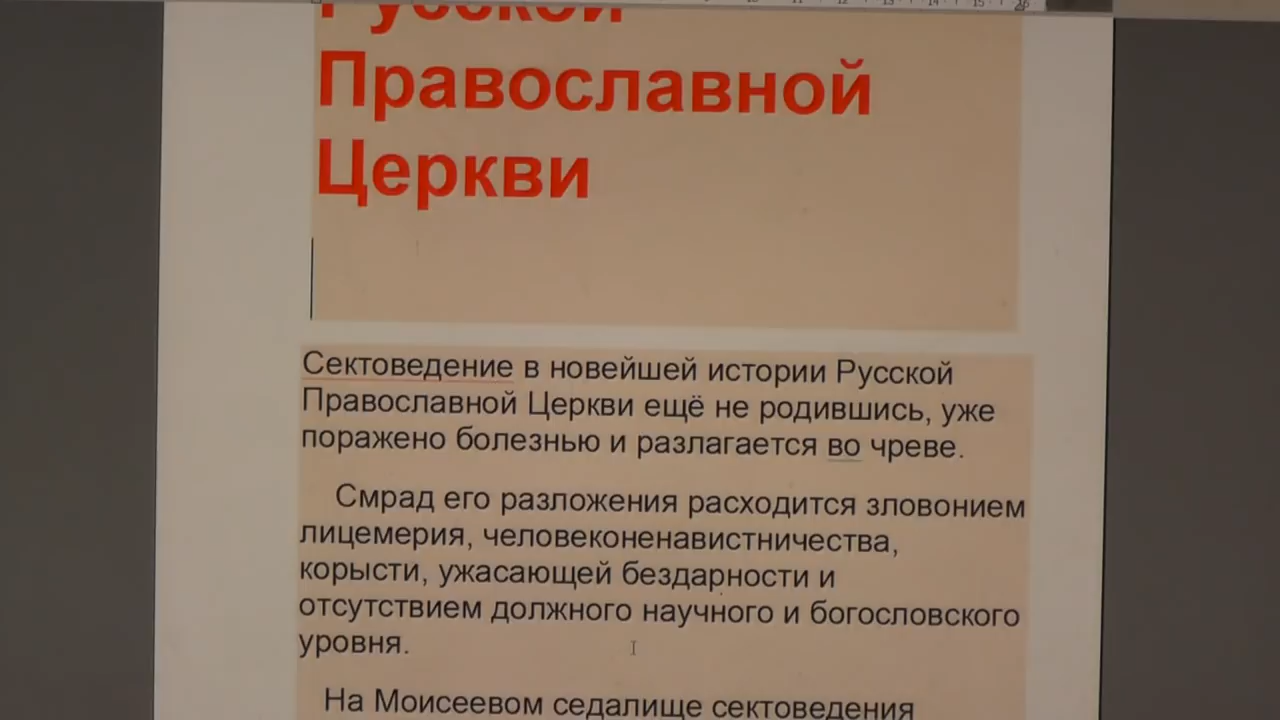 Русской
Православной
Церкви
Сектоведение в новейшей истории Русской
Православной Церкви ещё не родившись, уже
поражено болезнью и разлагается во чреве.
Смрад его разложения расходится зловонием
лицемерия, человеконенавистничества,
корысти, ужасающей бездарности и
отсутствием должного научного и богословского
уровня.
На Моисеевом седалище сектоведения